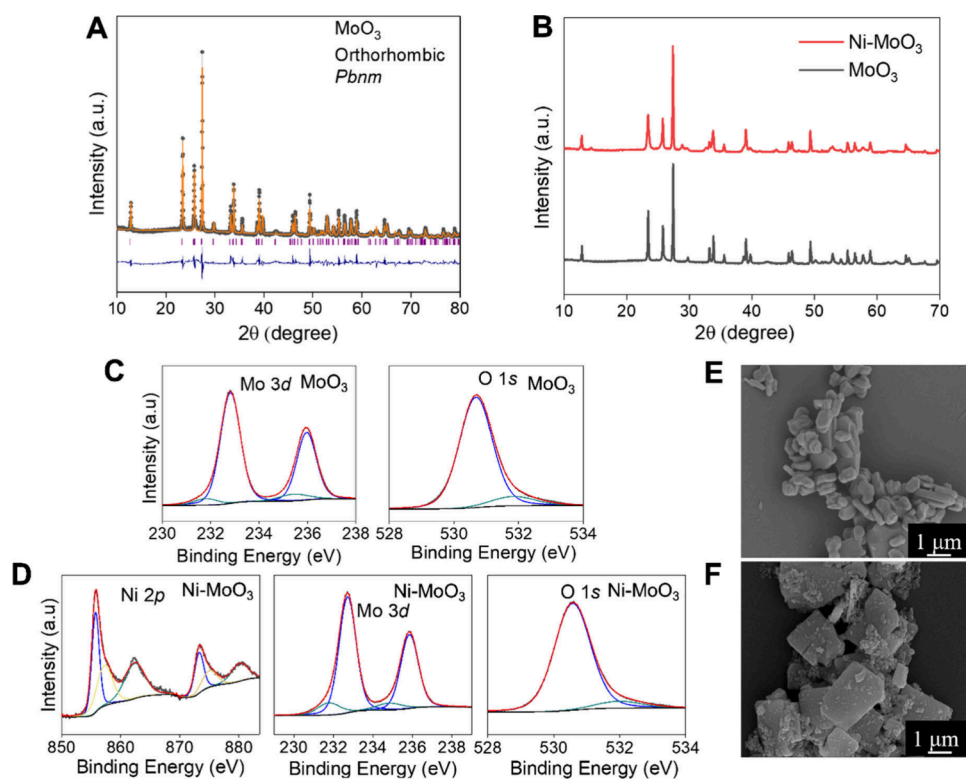 A
MoO₃
Orthorhombic
Pbnm
Intensity (a.u.)
10 20 30 40 50 60 70 80
2θ (degree)
B
Ni-MoO₃
MoO₃
Intensity (a.u.)
10 20 30 40 50 60 70
2θ (degree)
C
Mo 3d MoO₃
Intensity (a.u)
230 232 234 236 238
Binding Energy (eV)
O 1s MoO₃
528 530 532 534
Binding Energy (eV)
D
Ni 2p Ni-MoO₃
Intensity (a.u)
850 860 870 880
Binding Energy (eV)
Ni-MoO₃
Mo 3d
230 232 234 236 238
Binding Energy (eV)
O 1s Ni-MoO₃
528 530 532 534
Binding Energy (eV)
E
1 μm
F
1 μm